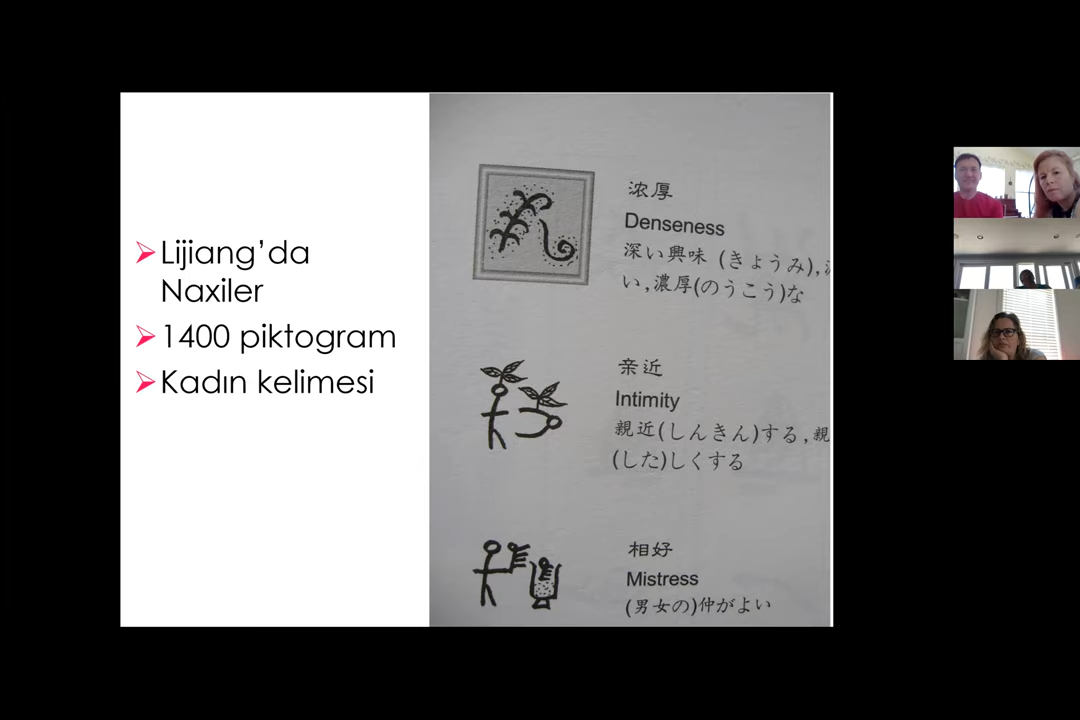 Lijiang’da
Naxiler
1400 piktogram
Kadın kelimesi
浓厚
Denseness
深い興味 (きょうみ),
い,濃厚(のうこう)な
亲近
Intimity
親近(しんきん)する,親
(した)しくする
相好
Mistress
(男女の)仲がよい